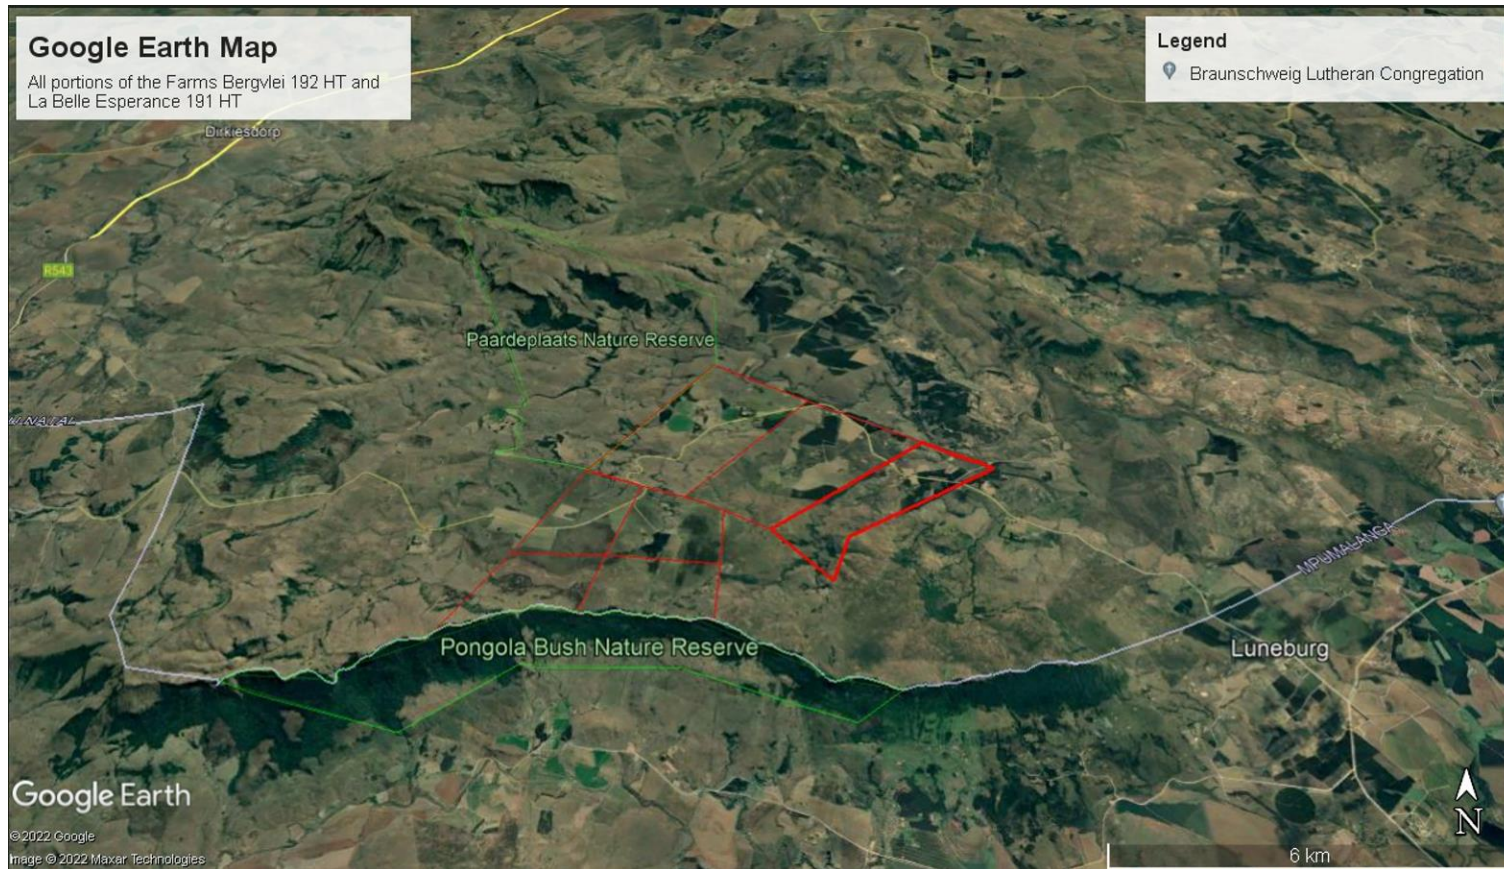 Google Earth Map
All portions of the Farms Bergvlei 192 HT and
La Belle Esperance 191 HT
Legend
Braunschweig Lutheran Congregation
Dirkiesdorp
R543
Paardeplaats Nature Reserve
NATAL
MPUMALANGA
Pongola Bush Nature Reserve
Luneburg
Google Earth
©2022 Google
Image © 2022 Maxar Technologies
N
6 km